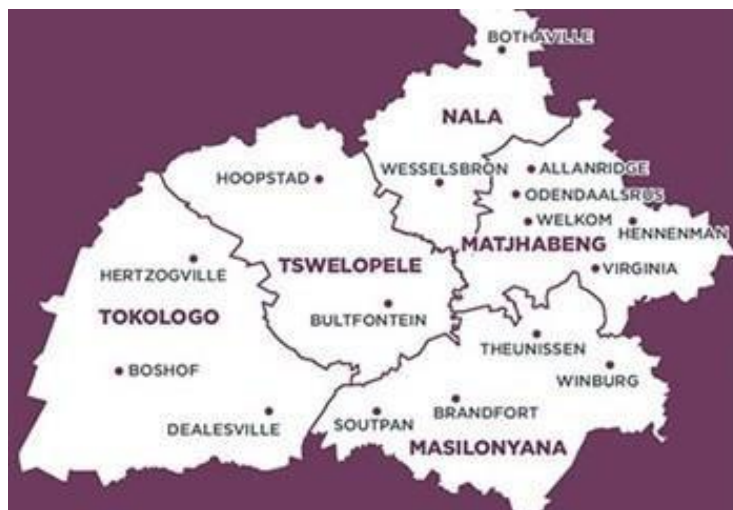 BOTHAVILLE
NALA
WESSELSBRON
ALLANRIDGE
HOOPSTAD
ODENDAALSRUS
WELKOM
HENNENMAN
MATJHABENG
HERTZOGVILLE
TSWELOPELE
VIRGINIA
TOKOLOGO
BULTFONTEIN
THEUNISSEN
BOSHOF
WINBURG
DEALESVILLE
SOUTPAN
BRANDFORT
MASILONYANA